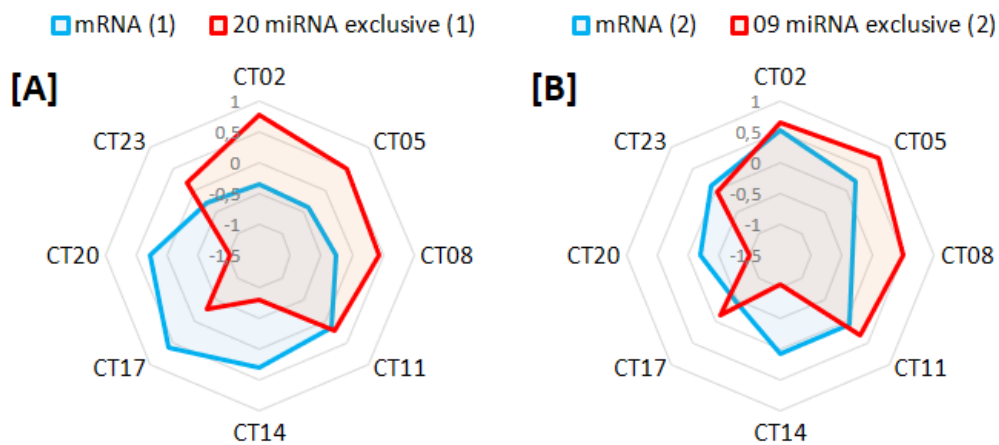 mRNA (1) 20 miRNA exclusive (1)
[A]
CT02
CT05
CT08
CT11
CT14
CT17
CT20
CT23
1
0,5
0
-0,5
-1
-1,5
mRNA (2) 09 miRNA exclusive (2)
[B]
CT02
CT05
CT08
CT11
CT14
CT17
CT20
CT23
1
0,5
0
-0,5
-1
-1,5